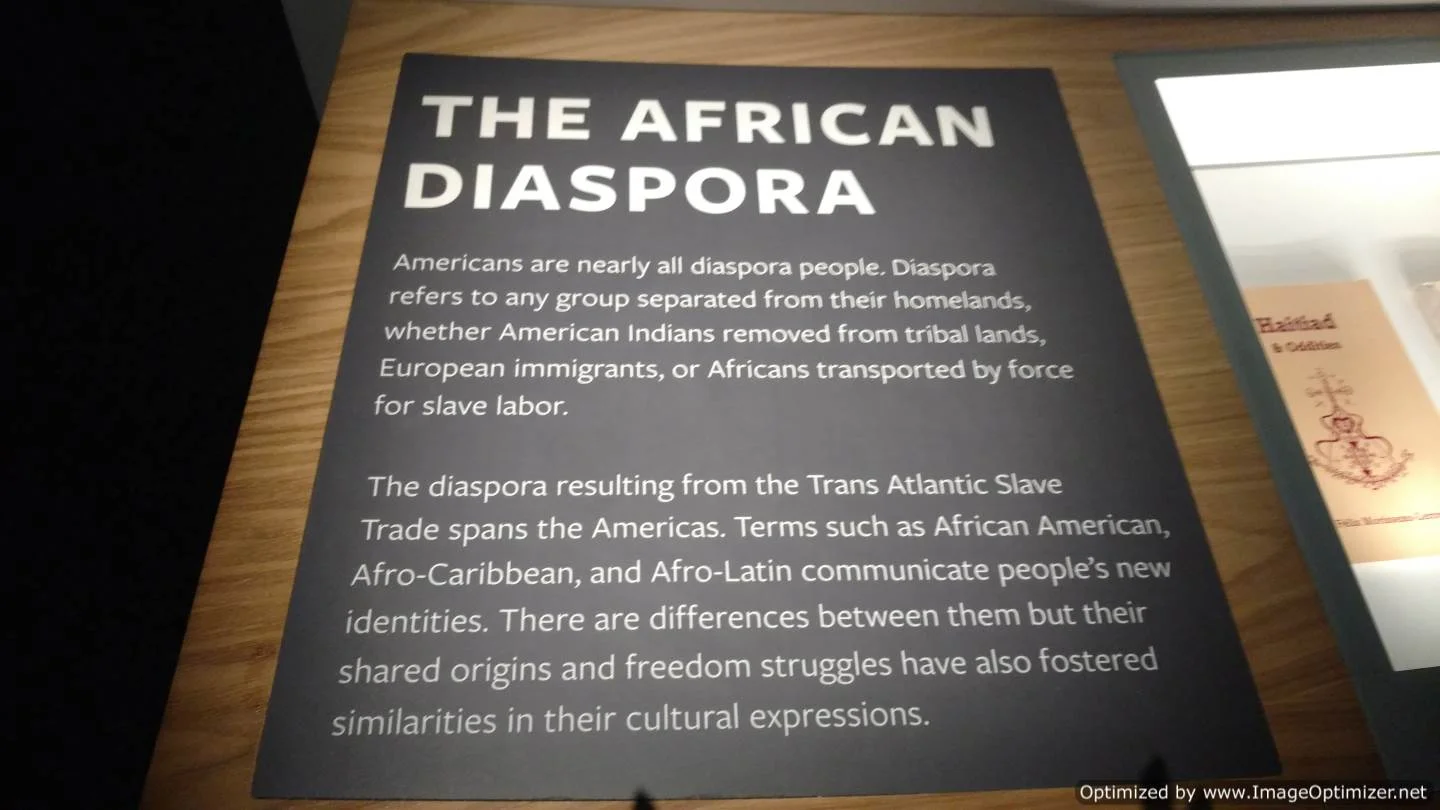 THE AFRICAN
DIASPORA
Americans are nearly all diaspora people. Diaspora
refers to any group separated from their homelands,
whether American Indians removed from tribal lands,
European immigrants, or Africans transported by force
for slave labor.
The diaspora resulting from the Trans Atlantic Slave
Trade spans the Americas. Terms such as African American,
Afro-Caribbean, and Afro-Latin communicate people's new
identities. There are differences between them but their
shared origins and freedom struggles have also fostered
similarities in their cultural expressions.
Haitiad
& Oddities
Optimized by www.ImageOptimizer.net